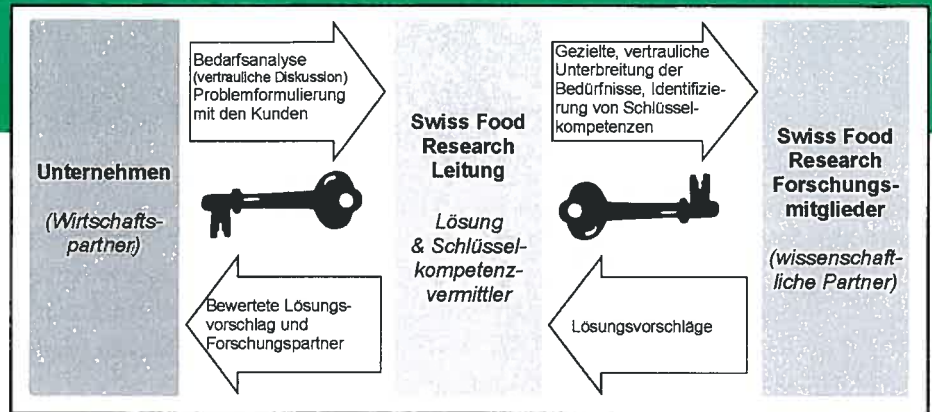 Unternehmen
(Wirtschafts-
partner)
Bedarfsanalyse
(vertrauliche Diskussion)
Problemformulierung
mit den Kunden
Bewertete Lösungs-
vorschlag und
Forschungspartner
Swiss Food
Research
Leitung
Lösung
& Schlüssel-
kompetenz-
vermittler
Gezielte, vertrauliche
Unterbreitung der
Bedürfnisse, Identifizie-
rung von Schlüssel-
kompetenzen
Lösungsvorschläge
Swiss Food
Research
Forschungs-
mitglieder
(wissenschaft-
liche Partner)